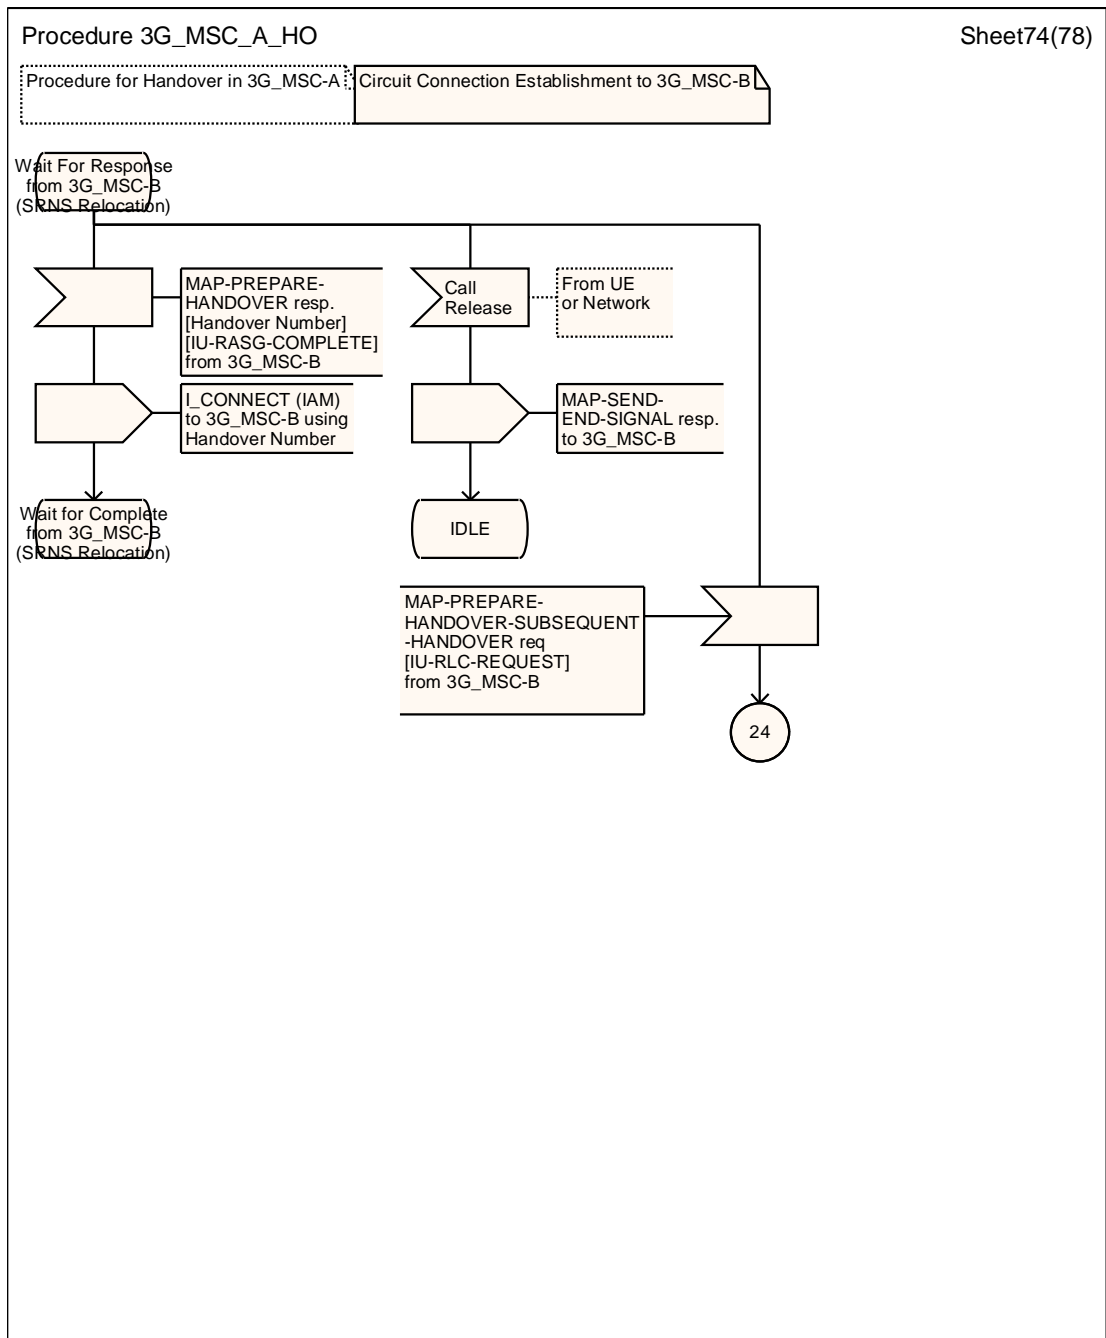 Procedure 3G_MSC_A_HO
Sheet74(78)
Procedure for Handover in 3G_MSC-A
Circuit Connection Establishment to 3G_MSC-B
Wait For Response
from 3G_MSC-B
(SRNS Relocation)
MAP-PREPARE-
HANDOVER resp.
[Handover Number]
[IU-RASG-COMPLETE]
from 3G_MSC-B
Call
Release
From UE
or Network
I_CONNECT (IAM)
to 3G_MSC-B using
Handover Number
MAP-SEND-
END-SIGNAL resp.
to 3G_MSC-B
Wait for Complete
from 3G_MSC-B
(SRNS Relocation)
IDLE
MAP-PREPARE-
HANDOVER-SUBSEQUENT
-HANDOVER req
[IU-RLC-REQUEST]
from 3G_MSC-B
24